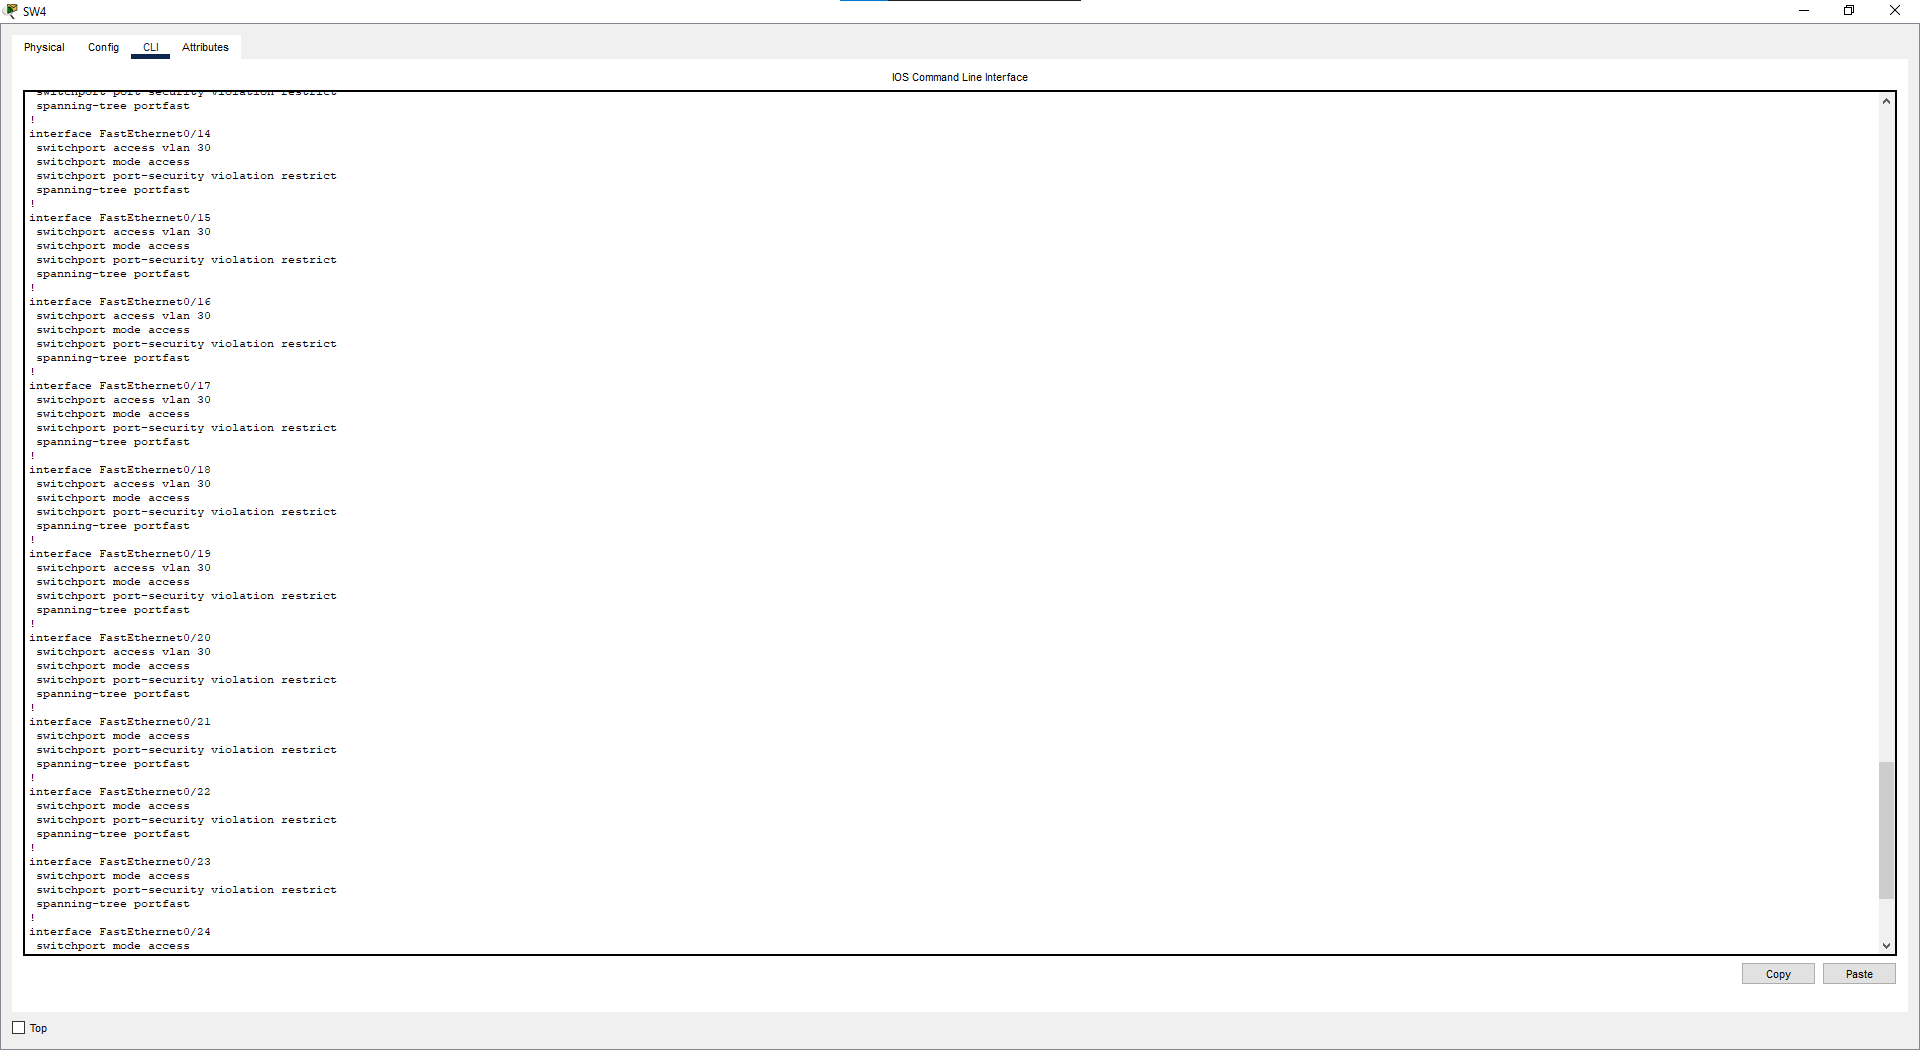 SW4
Physical Config CLI Attributes
IOS Command Line Interface
switchport port-security violation restrict
spanning-tree portfast
!
interface FastEthernet0/14
switchport access vlan 30
switchport mode access
switchport port-security violation restrict
spanning-tree portfast
!
interface FastEthernet0/15
switchport access vlan 30
switchport mode access
switchport port-security violation restrict
spanning-tree portfast
!
interface FastEthernet0/16
switchport access vlan 30
switchport mode access
switchport port-security violation restrict
spanning-tree portfast
!
interface FastEthernet0/17
switchport access vlan 30
switchport mode access
switchport port-security violation restrict
spanning-tree portfast
!
interface FastEthernet0/18
switchport access vlan 30
switchport mode access
switchport port-security violation restrict
spanning-tree portfast
!
interface FastEthernet0/19
switchport access vlan 30
switchport mode access
switchport port-security violation restrict
spanning-tree portfast
!
interface FastEthernet0/20
switchport access vlan 30
switchport mode access
switchport port-security violation restrict
spanning-tree portfast
!
interface FastEthernet0/21
switchport mode access
switchport port-security violation restrict
spanning-tree portfast
!
interface FastEthernet0/22
switchport mode access
switchport port-security violation restrict
spanning-tree portfast
!
interface FastEthernet0/23
switchport mode access
switchport port-security violation restrict
spanning-tree portfast
!
interface FastEthernet0/24
switchport mode access
Copy Paste
Top